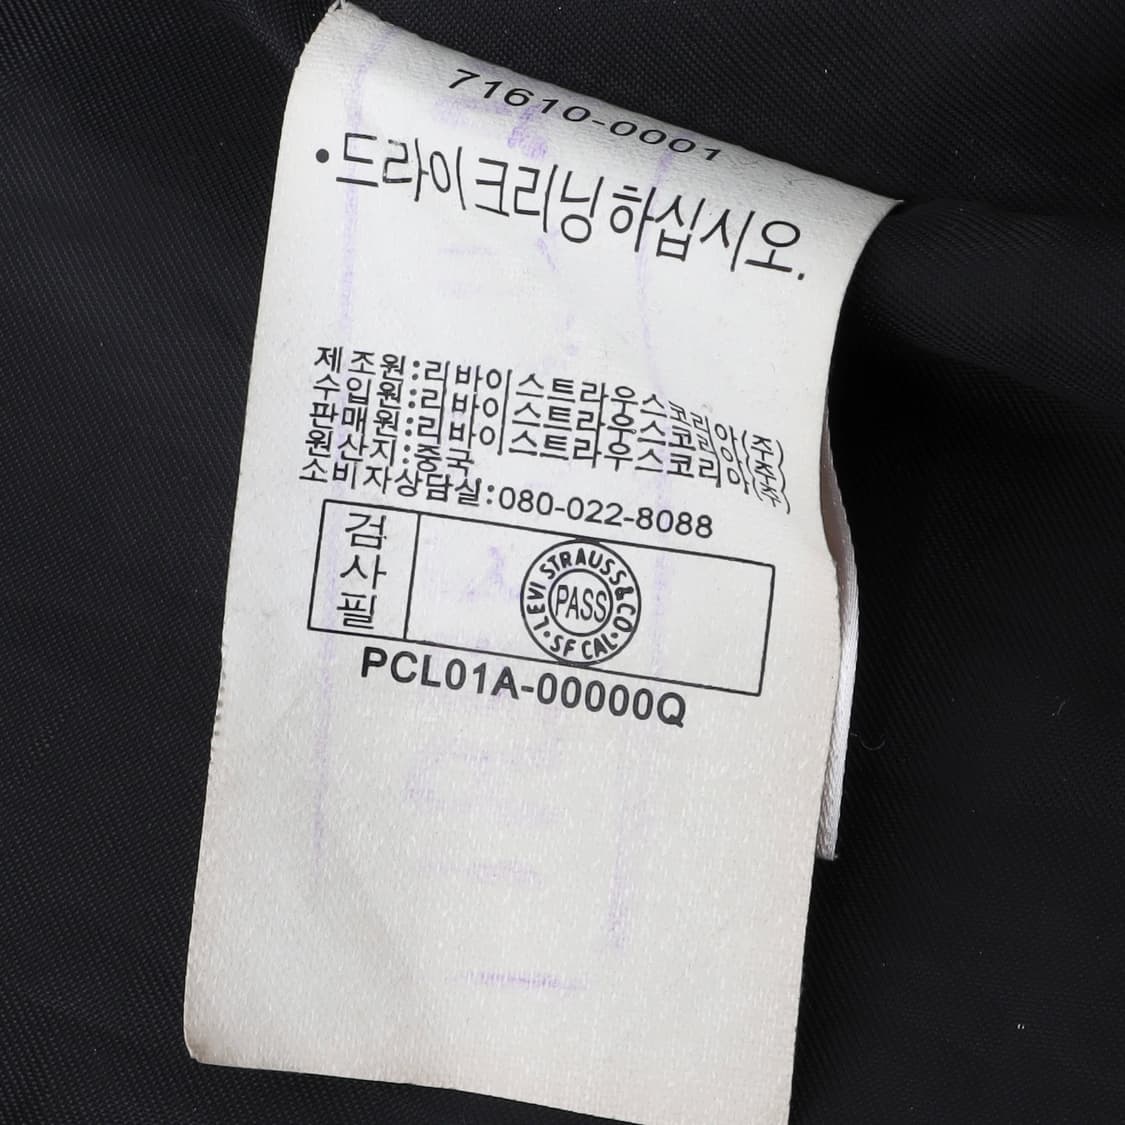 71610-0001
•드라이크리닝 하십시오.
제 조원:리바이스트라우스코리아(주)
수입원:리바이스트라우스코리아(주)
판매원:리바이스트라우스코리아(주)
원산지:중국
소비자상담실:080-022-8088
검사필
LEVI STRAUSS & CO
PASS
• SF CAL •
PCL01A-00000Q